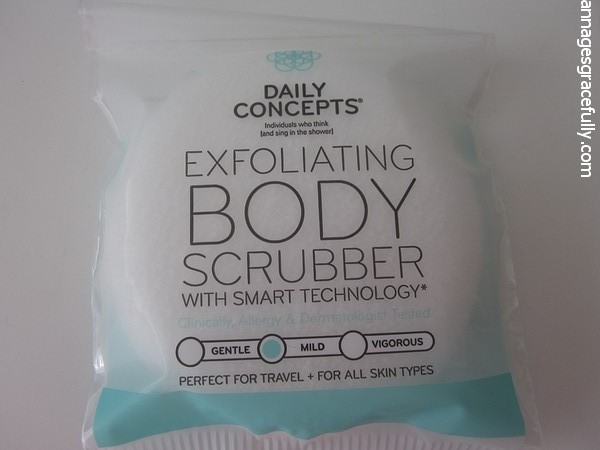 DAILY
CONCEPTS®
Individuals who think
(and sing in the shower)
EXFOLIATING
BODY
SCRUBBER
WITH SMART TECHNOLOGY*
Clinically, Allergy & Dermatologist Tested
GENTLE MILD VIGOROUS
PERFECT FOR TRAVEL + FOR ALL SKIN TYPES
annagesgracefully.com